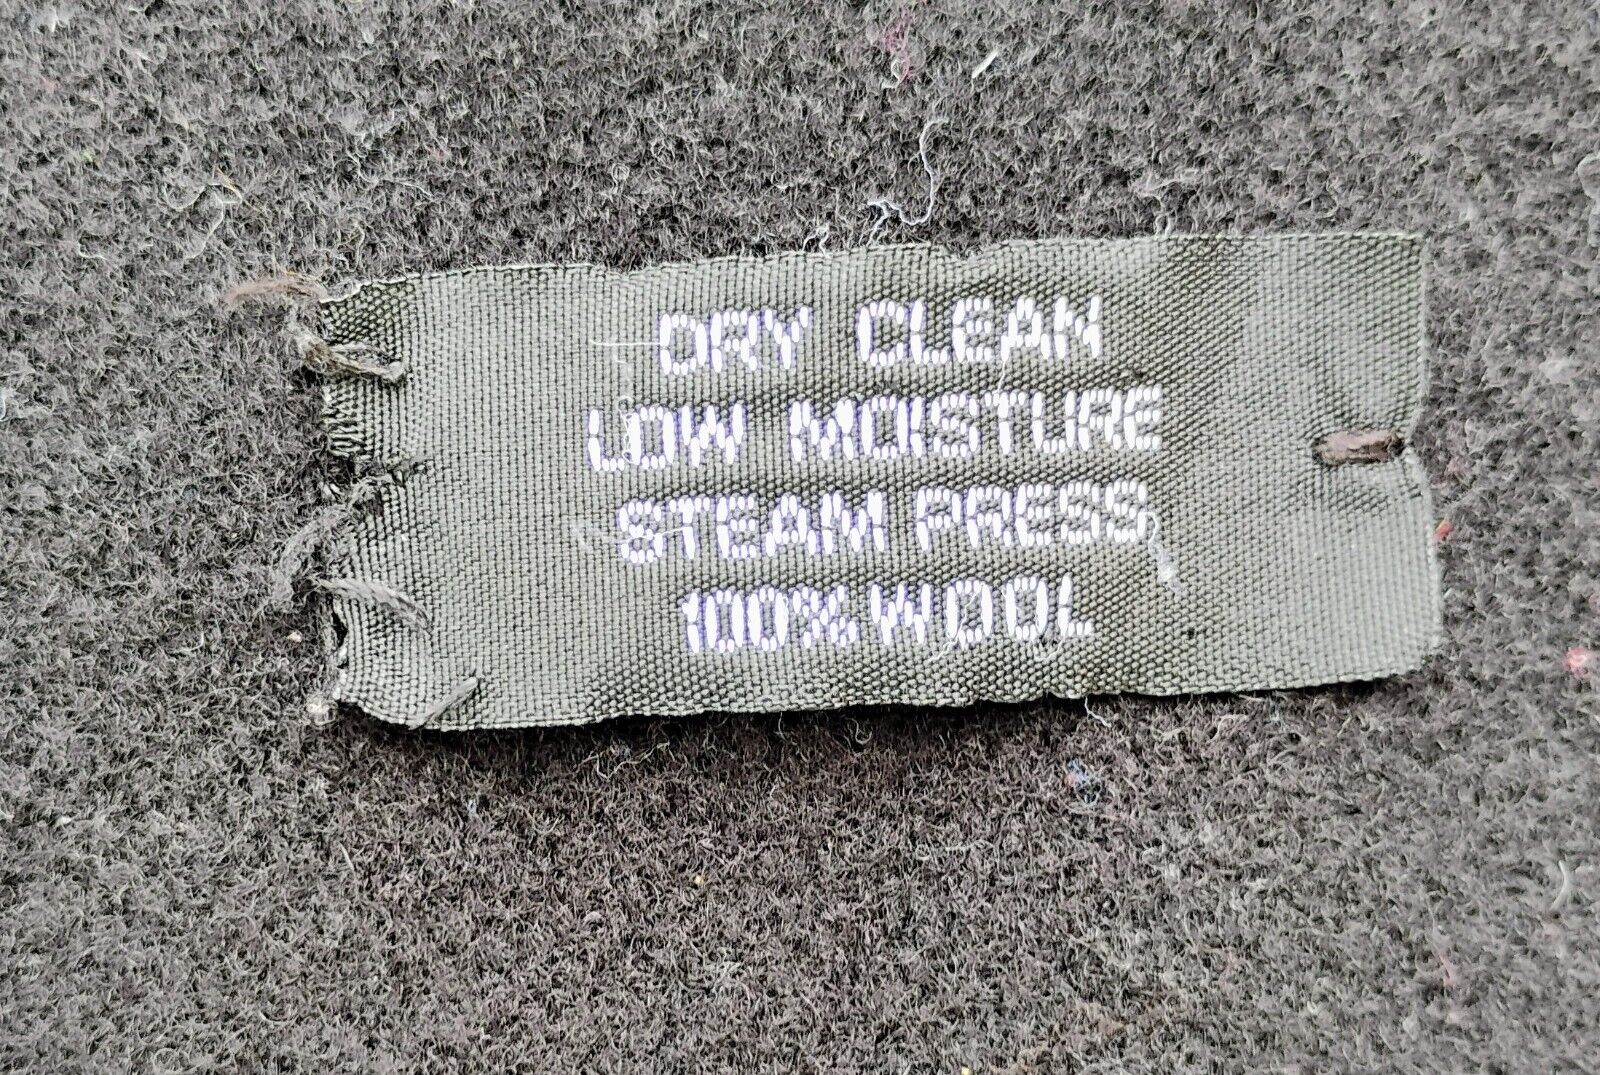 DRY CLEAN
LOW MOISTURE
STEAM PRESS
100% WOOL